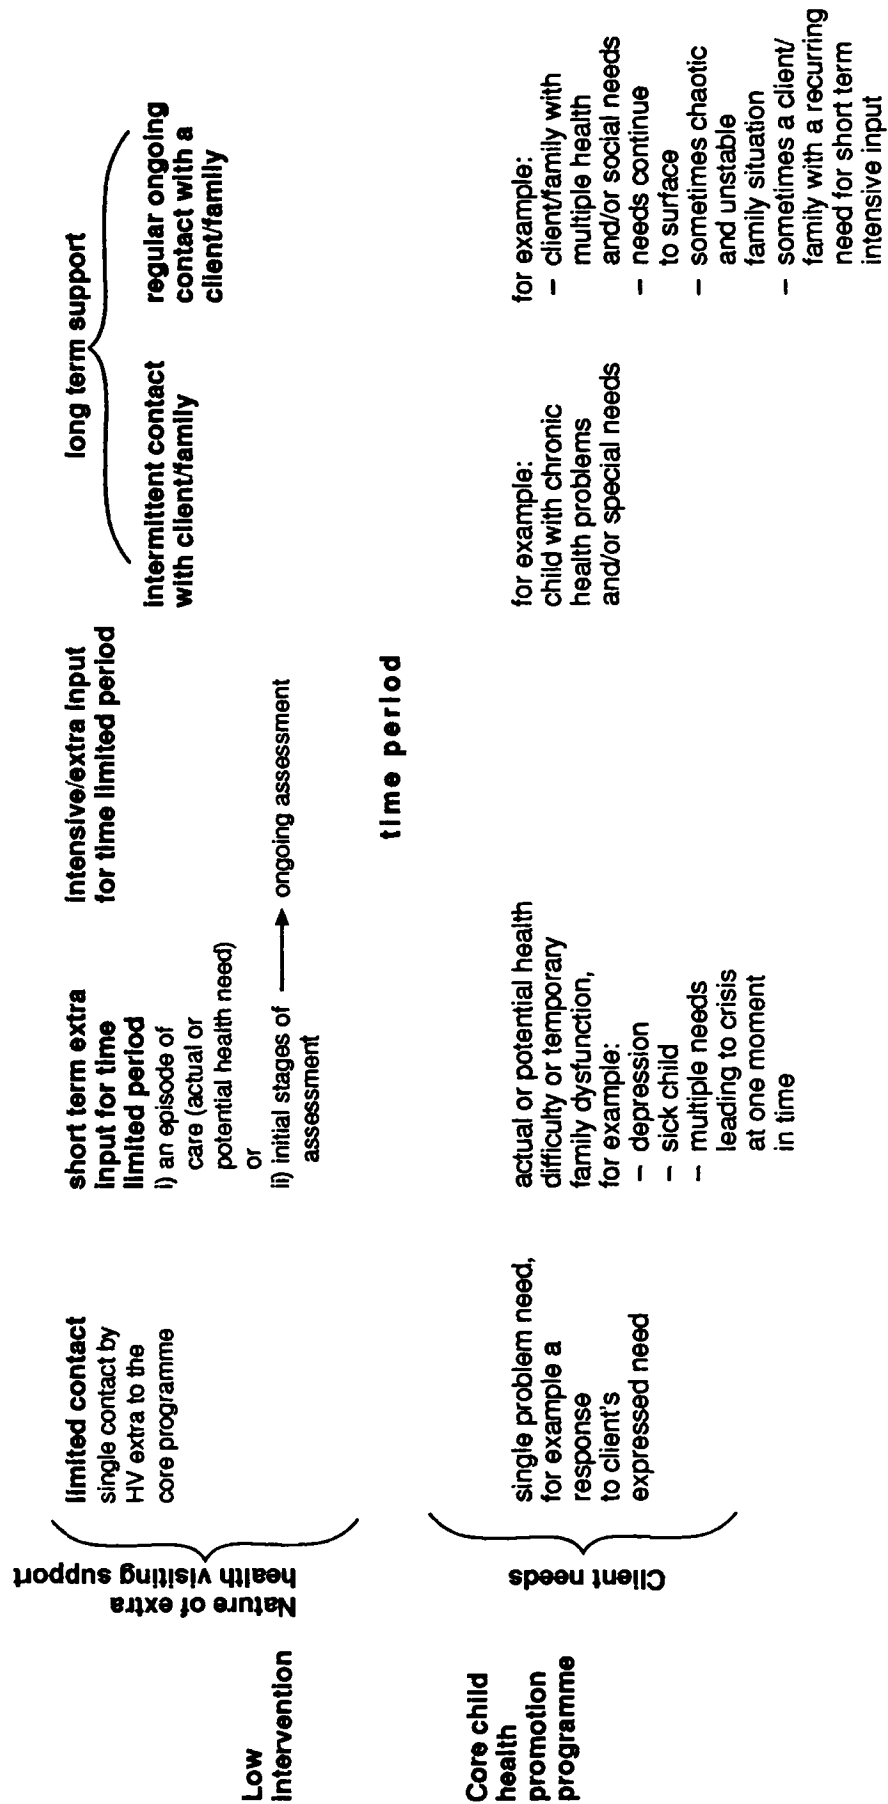 Low
intervention
Core child
health
promotion
programme
Nature of extra
health visiting support
limited contact
single contact by
HV extra to the
core programme
short term extra
input for time
limited period
i) an episode of
care (actual or
potential health need)
or
ii) initial stages of
assessment
ongoing assessment
intensive/extra input
for time limited period
long term support
intermittent contact
with client/family
regular ongoing
contact with a
client/family
time period
Client needs
single problem need,
for example a
response
to client's
expressed need
actual or potential health
difficulty or temporary
family dysfunction,
for example:
– depression
– sick child
– multiple needs
leading to crisis
at one moment
in time
for example:
child with chronic
health problems
and/or special needs
for example:
– client/family with
multiple health
and/or social needs
– needs continue
to surface
– sometimes chaotic
and unstable
family situation
– sometimes a client/
family with a recurring
need for short term
intensive input